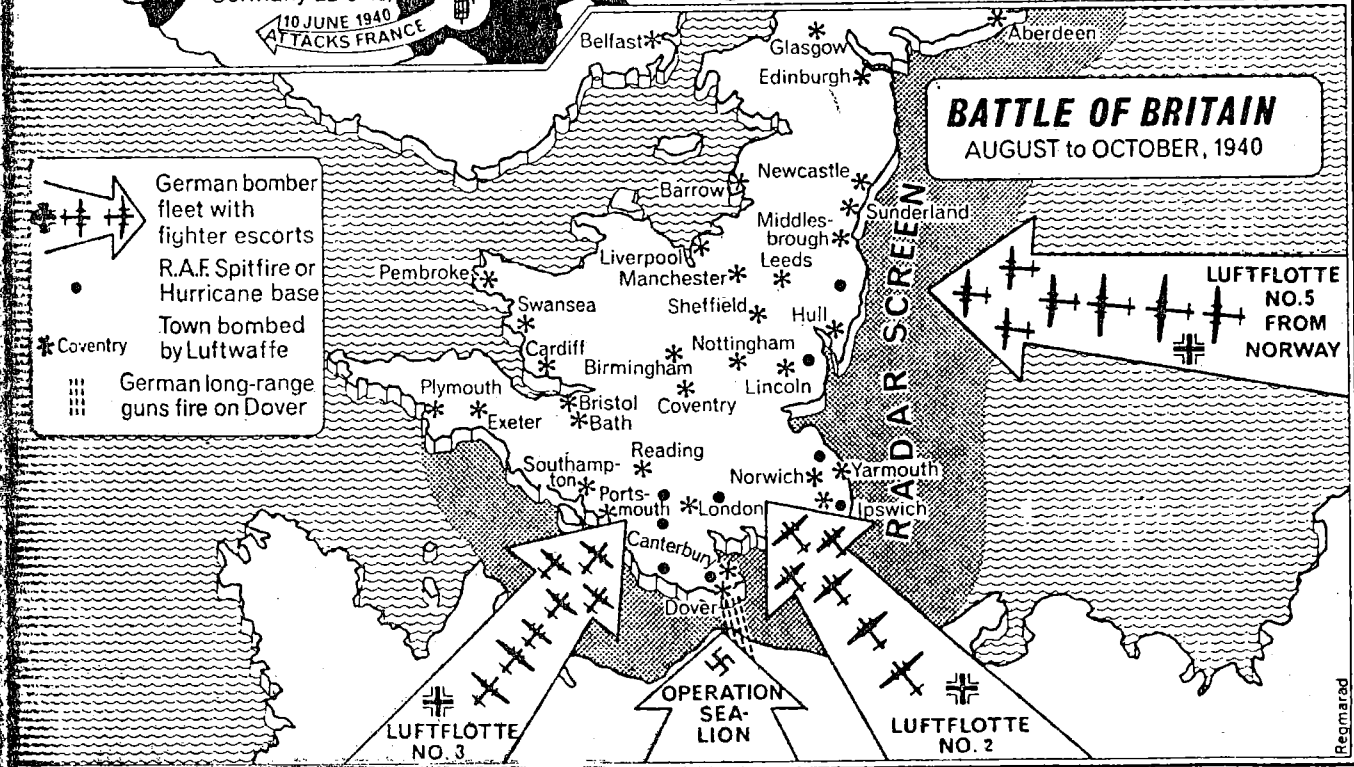 10 JUNE 1940
ATTACKS FRANCE
Belfast
Glasgow
Aberdeen
Edinburgh
BATTLE OF BRITAIN
AUGUST to OCTOBER, 1940
German bomber
fleet with
fighter escorts
R.A.F. Spitfire or
Hurricane base
Coventry
Town bombed
by Luftwaffe
German long-range
guns fire on Dover
Barrow
Newcastle
Sunderland
Middles-
brough
Liverpool
Manchester
Leeds
Pembroke
Swansea
Sheffield
Hull
Cardiff
Birmingham
Nottingham
Lincoln
Plymouth
Exeter
Bristol
Bath
Coventry
Reading
Southamp-
ton
Ports-
mouth
London
Norwich
Yarmouth
Ipswich
Canterbury
Dover
RADAR SCREEN
LUFTFLOTTE
NO.5
FROM
NORWAY
LUFTFLOTTE
NO. 3
OPERATION
SEA-
LION
LUFTFLOTTE
NO. 2
Regmarad